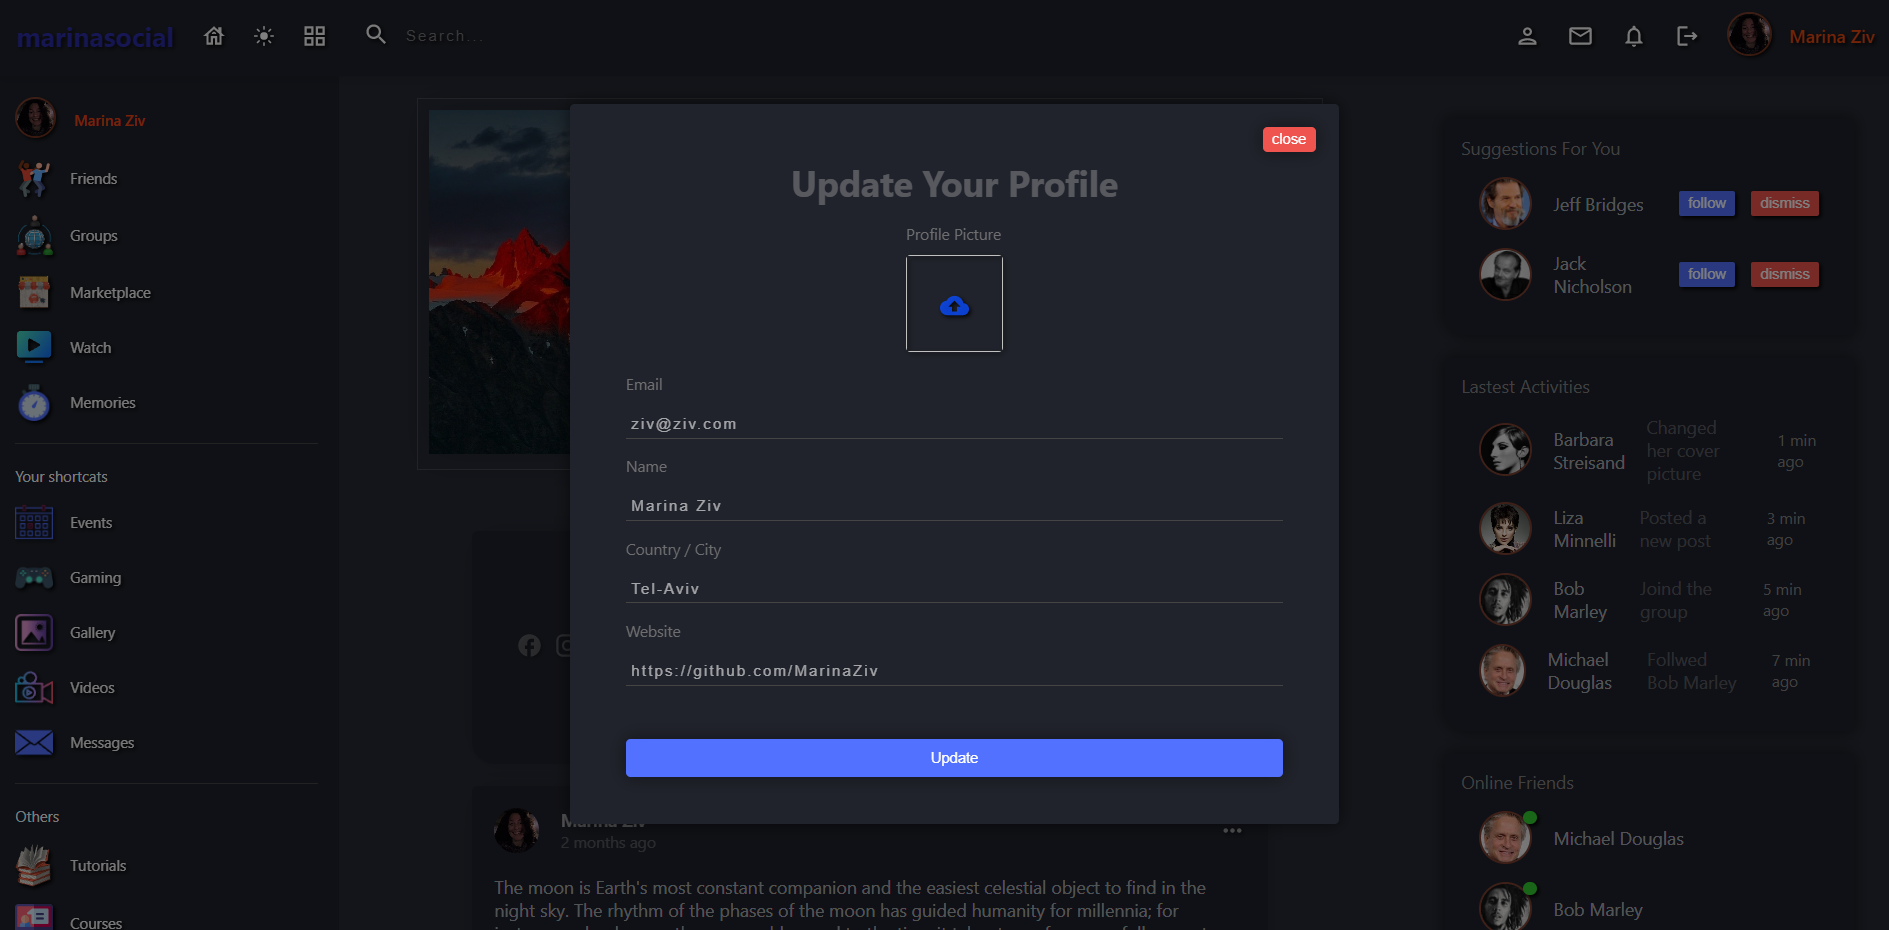 marinasocial
Search...
Marina Ziv
Marina Ziv
Friends
Groups
Marketplace
Watch
Memories
Your shortcats
Events
Gaming
Gallery
Videos
Messages
Others
Tutorials
Courses
close
Update Your Profile
Profile Picture
Email
ziv@ziv.com
Name
Marina Ziv
Country / City
Tel-Aviv
Website
https://github.com/MarinaZiv
Update
Marina Ziv
2 months ago
The moon is Earth's most constant companion and the easiest celestial object to find in the
night sky. The rhythm of the phases of the moon has guided humanity for millennia; for
Suggestions For You
Jeff Bridges
follow
dismiss
Jack
Nicholson
follow
dismiss
Lastest Activities
Barbara
Streisand
Changed
her cover
picture
1 min
ago
Liza
Minnelli
Posted a
new post
3 min
ago
Bob
Marley
Joind the
group
5 min
ago
Michael
Douglas
Follwed
Bob Marley
7 min
ago
Online Friends
Michael Douglas
Bob Marley